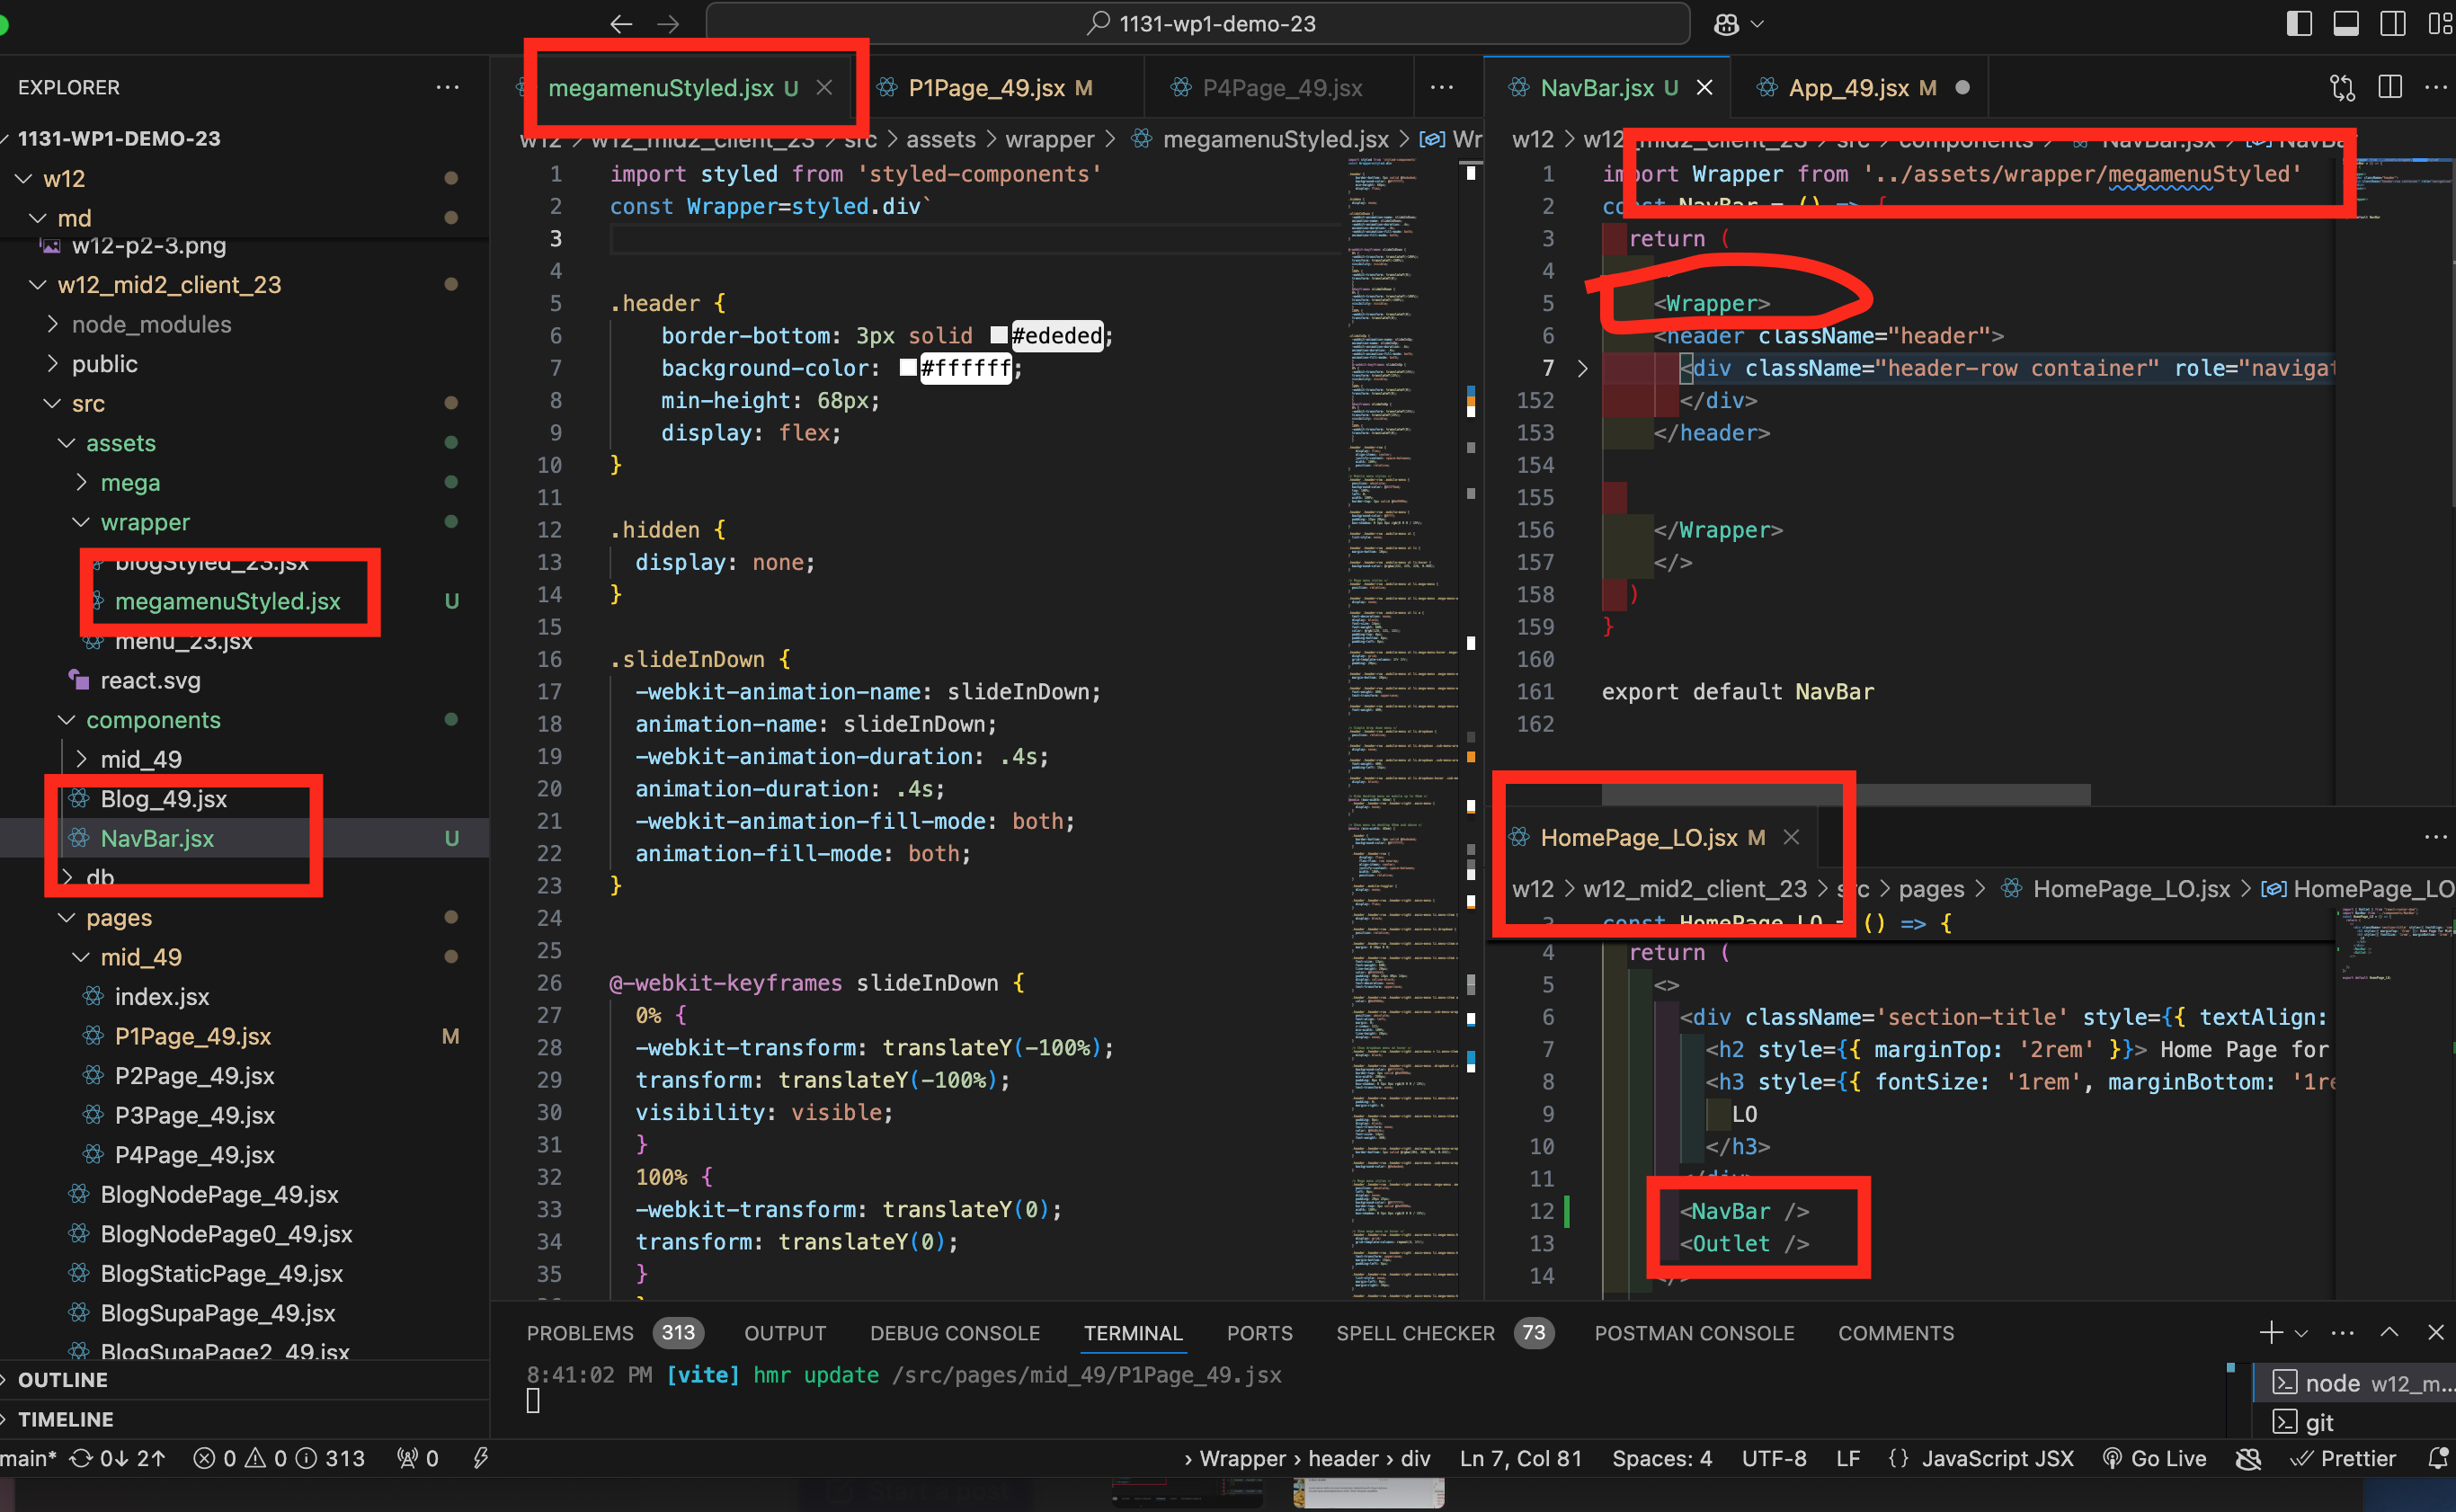 1131-wp1-demo-23
EXPLORER
1131-WP1-DEMO-23
w12
md
w12-p2-3.png
w12_mid2_client_23
node_modules
public
src
assets
mega
wrapper
blogStyled_23.jsx
megamenuStyled.jsx U
menu_23.jsx
react.svg
components
mid_49
Blog_49.jsx
NavBar.jsx U
db
pages
mid_49
index.jsx
P1Page_49.jsx M
P2Page_49.jsx
P3Page_49.jsx
P4Page_49.jsx
BlogNodePage_49.jsx
BlogNodePage0_49.jsx
BlogStaticPage_49.jsx
BlogSupaPage_49.jsx
BlogSupaPage2_49.jsx
OUTLINE
TIMELINE
megamenuStyled.jsx U P1Page_49.jsx M P4Page_49.jsx
w12 > w12_mid2_client_23 > src > assets > wrapper > megamenuStyled.jsx > Wr
1 import styled from 'styled-components'
2 const Wrapper=styled.div`
3
4
5 .header {
6 border-bottom: 3px solid #ededed;
7 background-color: #ffffff;
8 min-height: 68px;
9 display: flex;
10 }
11
12 .hidden {
13 display: none;
14 }
15
16 .slideInDown {
17 -webkit-animation-name: slideInDown;
18 animation-name: slideInDown;
19 -webkit-animation-duration: .4s;
20 animation-duration: .4s;
21 -webkit-animation-fill-mode: both;
22 animation-fill-mode: both;
23 }
24
25
26 @-webkit-keyframes slideInDown {
27 0% {
28 -webkit-transform: translateY(-100%);
29 transform: translateY(-100%);
30 visibility: visible;
31 }
32 100% {
33 -webkit-transform: translateY(0);
34 transform: translateY(0);
35 }
NavBar.jsx U App_49.jsx M
w12 > w12_mid2_client_23 > src > components > NavBar.jsx > NavBa
1 import Wrapper from '../assets/wrapper/megamenuStyled'
2 const NavBar = () => {
3 return (
4
5 <Wrapper>
6 <header className="header">
7 <div className="header-row container" role="navigat
152 </div>
153 </header>
154
155
156 </Wrapper>
157 </>
158 )
159 }
160
161 export default NavBar
162
HomePage_LO.jsx M
w12 > w12_mid2_client_23 > src > pages > HomePage_LO.jsx > HomePage_LO
3 const HomePage_LO = () => {
4 return (
5 <>
6 <div className='section-title' style={{ textAlign:
7 <h2 style={{ marginTop: '2rem' }}> Home Page for
8 <h3 style={{ fontSize: '1rem', marginBottom: '1re
9 LO
10 </h3>
11 </div>
12 <NavBar />
13 <Outlet />
14 </>
PROBLEMS 313 OUTPUT DEBUG CONSOLE TERMINAL PORTS SPELL CHECKER 73 POSTMAN CONSOLE COMMENTS
8:41:02 PM [vite] hmr update /src/pages/mid_49/P1Page_49.jsx
node w12_m...
git
main* 0↓ 2↑ 0 0 313 0 › Wrapper › header › div Ln 7, Col 81 Spaces: 4 UTF-8 LF {} JavaScript JSX Go Live Prettier